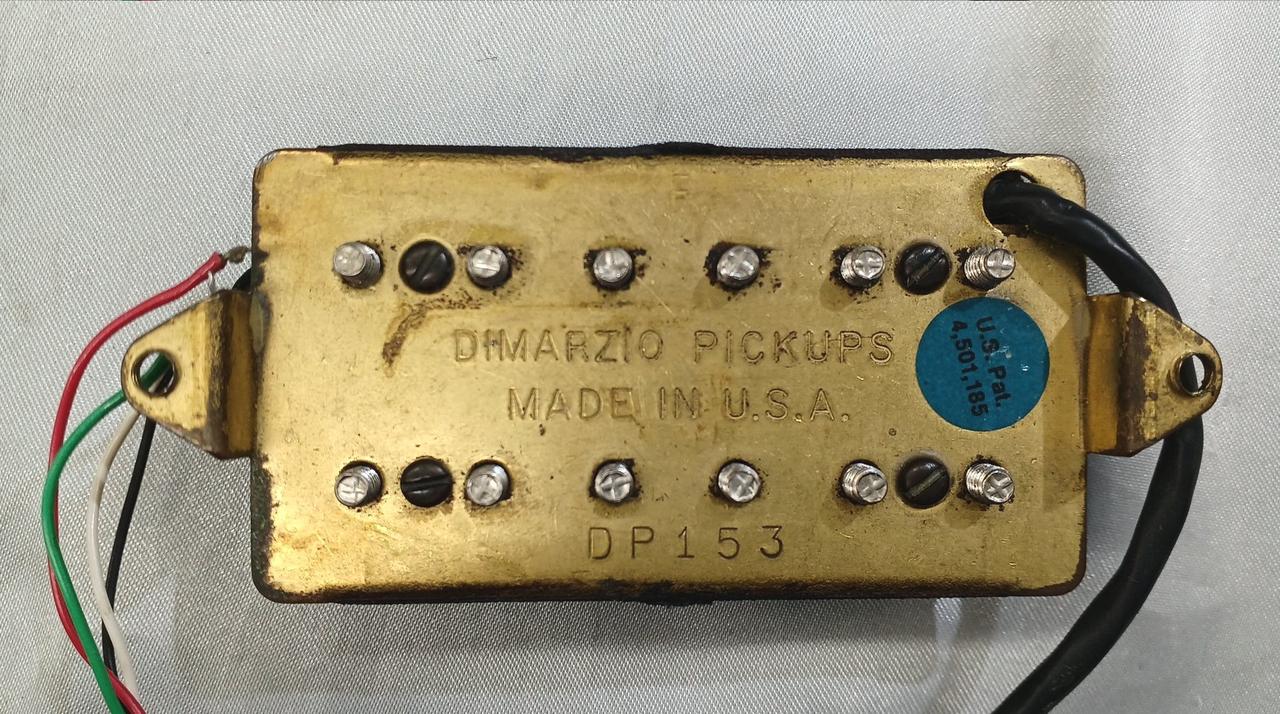 DIMARZIO PICKUPS
MADE IN U.S.A.
U.S. Pat.
4,501,185
DP153